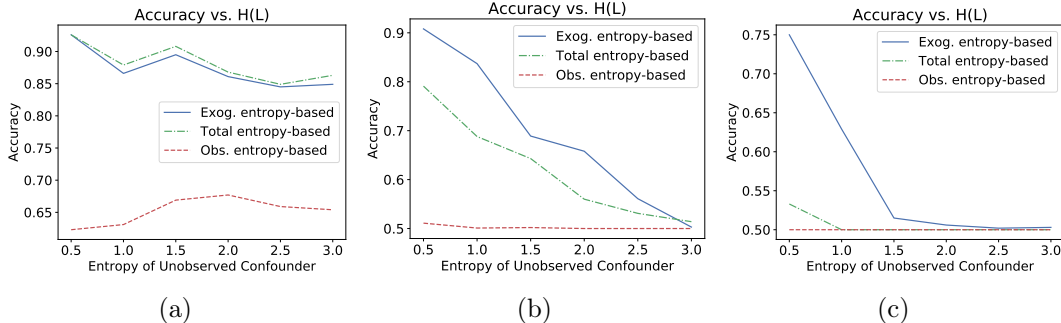 Accuracy vs. H(L)
Accuracy
0.90
0.85
0.80
0.75
0.70
0.65
Exog. entropy-based
Total entropy-based
Obs. entropy-based
0.5 1.0 1.5 2.0 2.5 3.0
Entropy of Unobserved Confounder
(a)
Accuracy vs. H(L)
Accuracy
0.9
0.8
0.7
0.6
0.5
Exog. entropy-based
Total entropy-based
Obs. entropy-based
0.5 1.0 1.5 2.0 2.5 3.0
Entropy of Unobserved Confounder
(b)
Accuracy vs. H(L)
Accuracy
0.75
0.70
0.65
0.60
0.55
0.50
Exog. entropy-based
Total entropy-based
Obs. entropy-based
0.5 1.0 1.5 2.0 2.5 3.0
Entropy of Unobserved Confounder
(c)